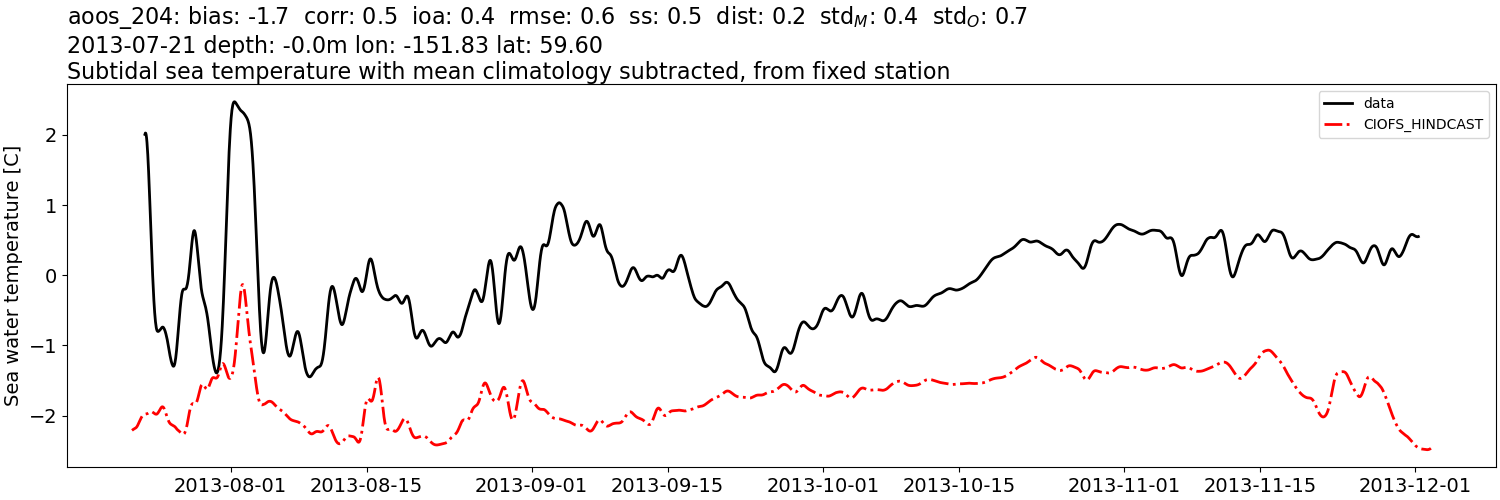 aoos_204: bias: -1.7 corr: 0.5 ioa: 0.4 rmse: 0.6 ss: 0.5 dist: 0.2 std_M: 0.4 std_O: 0.7
2013-07-21 depth: -0.0m lon: -151.83 lat: 59.60
Subtidal sea temperature with mean climatology subtracted, from fixed station
data
CIOFS_HINDCAST
Sea water temperature [C]
2
1
0
−1
−2
2013-08-01 2013-08-15 2013-09-01 2013-09-15 2013-10-01 2013-10-15 2013-11-01 2013-11-15 2013-12-01